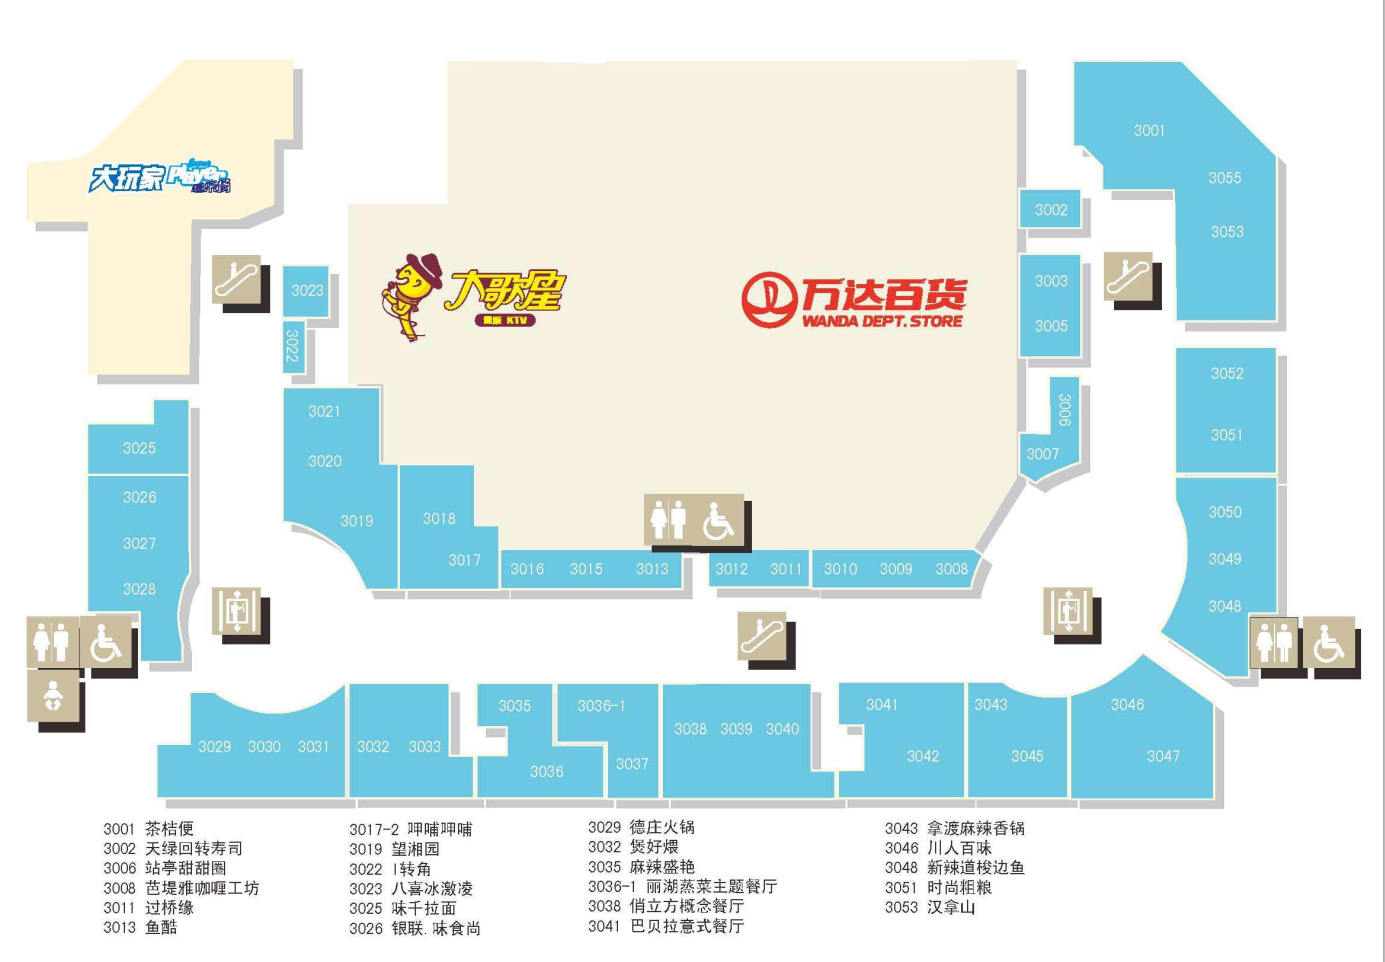 大玩家 Super Player 超乐场
大歌屋
KTV
万达百货
WANDA DEPT. STORE
3001
3055
3053
3002
3003
3005
3006
3007
3052
3051
3050
3049
3048
3023
3022
3021
3020
3019
3018
3017
3016 3015 3013 3012 3011 3010 3009 3008
3025
3026
3027
3028
3029 3030 3031 3032 3033
3035
3036
3036-1
3037
3038 3039 3040
3041
3042
3043
3045
3046
3047
3001 茶桔便
3002 天绿回转寿司
3006 站亭甜甜圈
3008 芭堤雅咖喱工坊
3011 过桥缘
3013 鱼酷
3017-2 呷哺呷哺
3019 望湘园
3022 I转角
3023 八喜冰激凌
3025 味千拉面
3026 银联.味食尚
3029 德庄火锅
3032 煲好煨
3035 麻辣盛艳
3036-1 丽湖蒸菜主题餐厅
3038 俏立方概念餐厅
3041 巴贝拉意式餐厅
3043 拿渡麻辣香锅
3046 川人百味
3048 新辣道梭边鱼
3051 时尚粗粮
3053 汉拿山